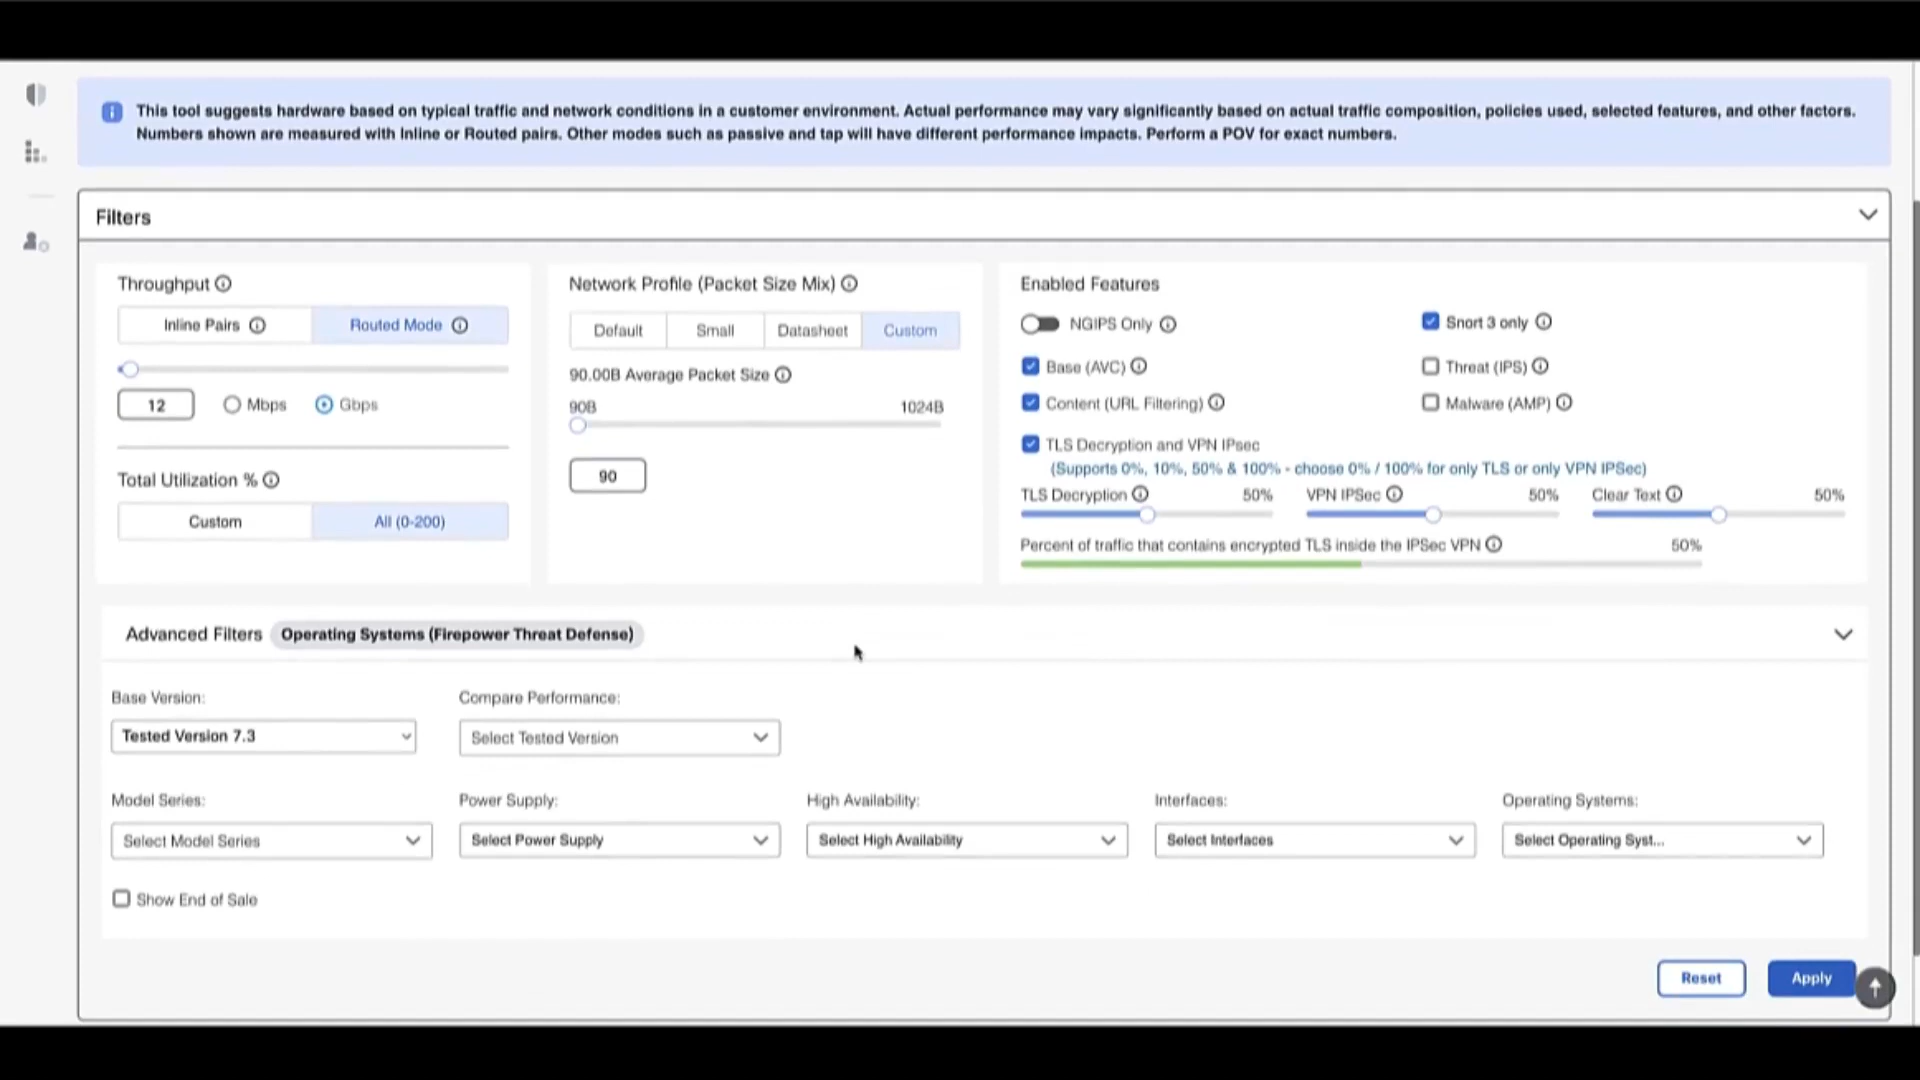 This tool suggests hardware based on typical traffic and network conditions in a customer environment. Actual performance may vary significantly based on actual traffic composition, policies used, selected features, and other factors.
Numbers shown are measured with Inline or Routed pairs. Other modes such as passive and tap will have different performance impacts. Perform a POV for exact numbers.
Filters
Throughput
Inline Pairs Routed Mode
12 Mbps Gbps
Total Utilization %
Custom All (0-200)
Network Profile (Packet Size Mix)
Default Small Datasheet Custom
90.00B Average Packet Size
90B 1024B
90
Enabled Features
NGIPS Only Snort 3 only
Base (AVC) Threat (IPS)
Content (URL Filtering) Malware (AMP)
TLS Decryption and VPN IPsec
(Supports 0%, 10%, 50% & 100% - choose 0% / 100% for only TLS or only VPN IPSec)
TLS Decryption 50% VPN IPSec 50% Clear Text 50%
Percent of traffic that contains encrypted TLS inside the IPSec VPN 50%
Advanced Filters Operating Systems (Firepower Threat Defense)
Base Version: Compare Performance:
Tested Version 7.3 Select Tested Version
Model Series: Power Supply: High Availability: Interfaces: Operating Systems:
Select Model Series Select Power Supply Select High Availability Select Interfaces Select Operating Syst...
Show End of Sale
Reset Apply